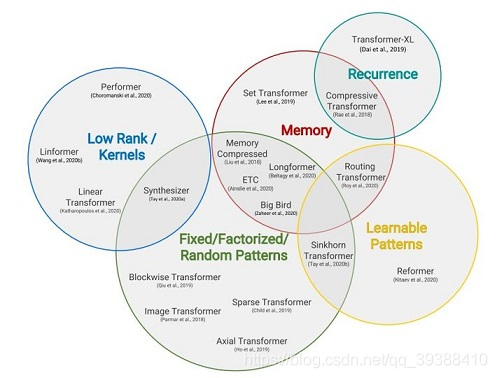 Transformer-XL
(Dai et al., 2019)
Recurrence
Performer
(Choromanski et al., 2020)
Set Transformer
(Lee et al., 2019)
Compressive
Transformer
(Rae et al., 2018)
Memory
Low Rank /
Kernels
Linformer
(Wang et al., 2020b)
Memory
Compressed
(Liu et al., 2018)
Longformer
(Beltagy et al., 2020)
Routing
Transformer
(Roy et al., 2020)
ETC
(Ainslie et al., 2020)
Linear
Transformer
(Katharopoulos et al., 2020)
Synthesizer
(Tay et al., 2020a)
Big Bird
(Zaheer et al., 2020)
Learnable
Patterns
Fixed/Factorized/
Random Patterns
Sinkhorn
Transformer
(Tay et al., 2020b)
Blockwise Transformer
(Qiu et al., 2019)
Reformer
(Kitaev et al., 2020)
Sparse Transformer
(Child et al., 2019)
Image Transformer
(Parmar et al., 2018)
Axial Transformer
(Ho et al., 2019)
https://blog.csdn.net/qq_39388410